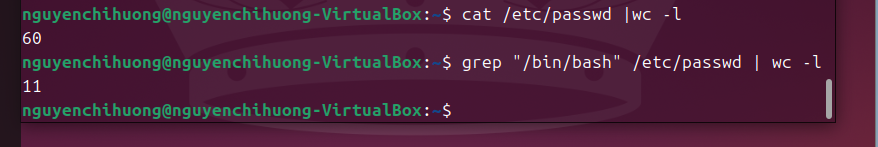 nguyenchihuong@nguyenchihuong-VirtualBox:~$ cat /etc/passwd |wc -l
60
nguyenchihuong@nguyenchihuong-VirtualBox:~$ grep "/bin/bash" /etc/passwd | wc -l
11
nguyenchihuong@nguyenchihuong-VirtualBox:~$